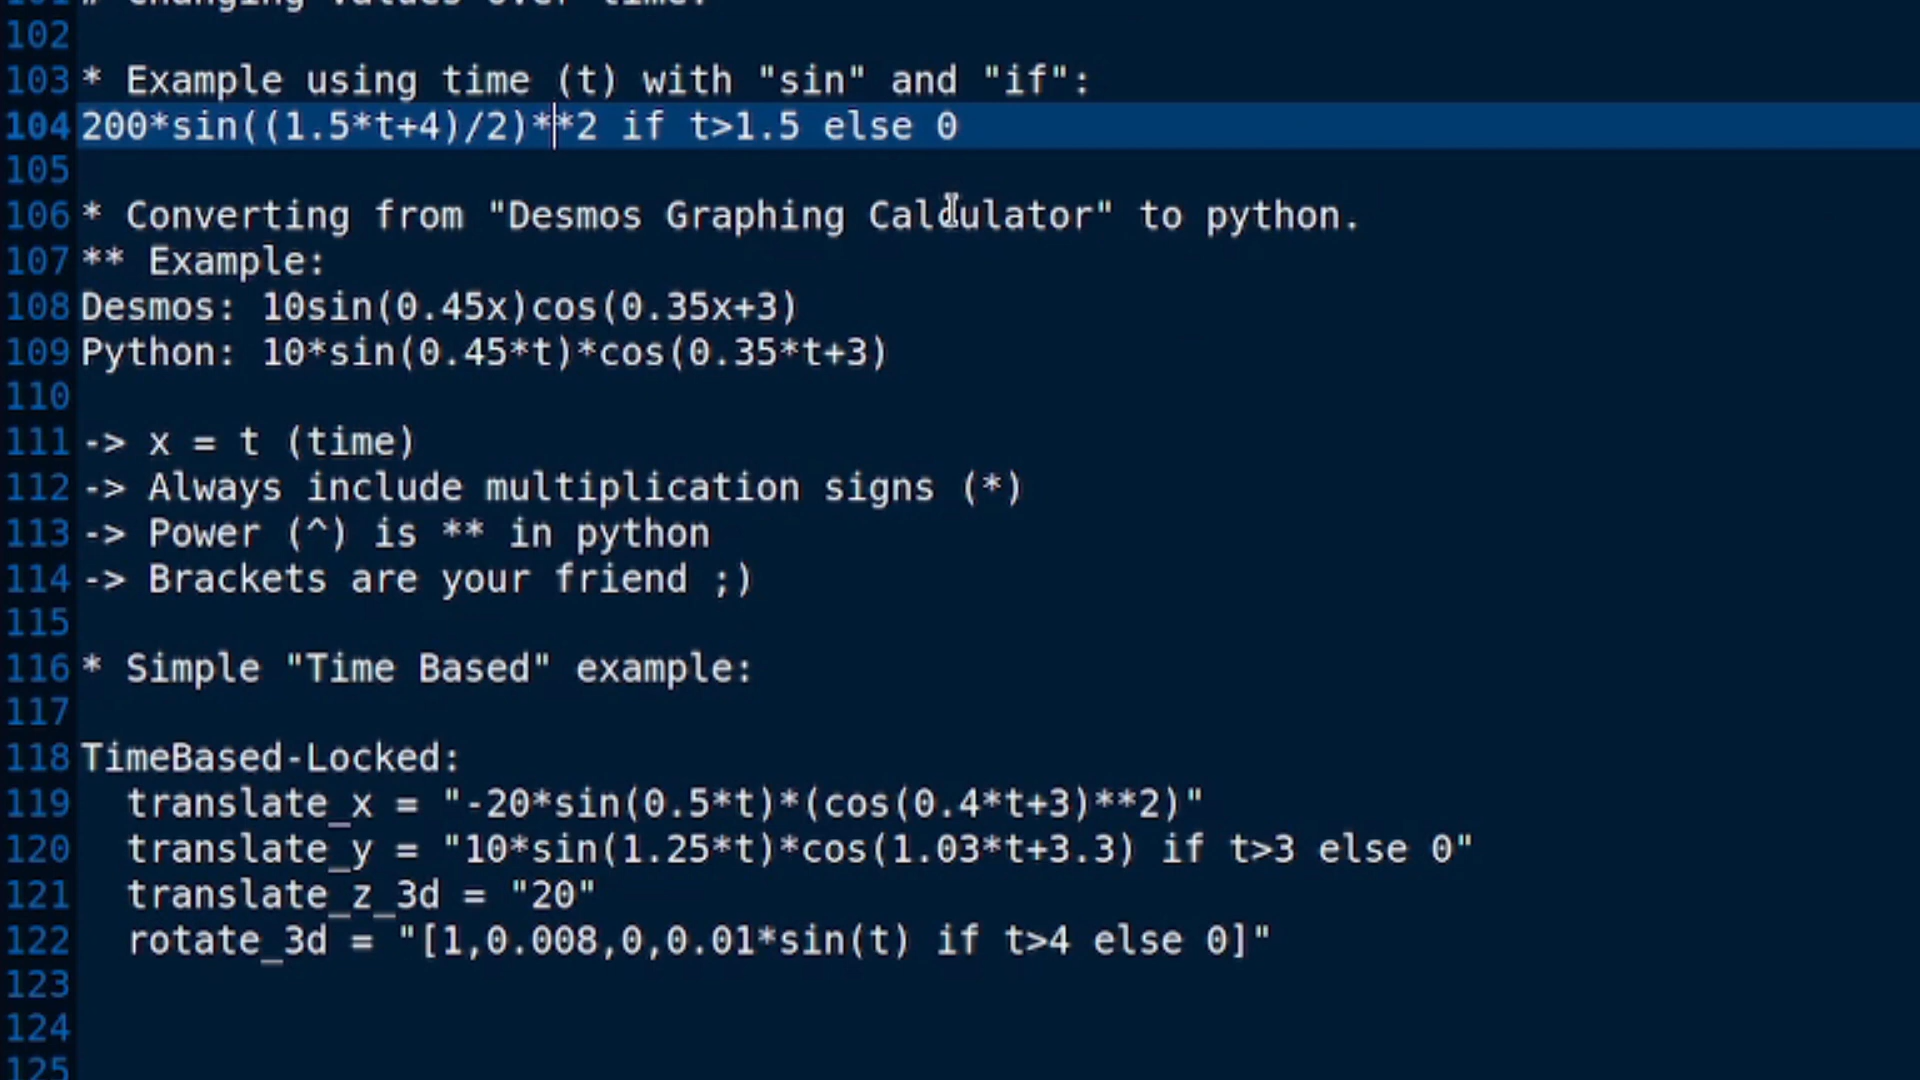 101 # Changing values over time:
102
103 * Example using time (t) with "sin" and "if":
104 200*sin((1.5*t+4)/2)**2 if t>1.5 else 0
105
106 * Converting from "Desmos Graphing Calculator" to python.
107 ** Example:
108 Desmos: 10sin(0.45x)cos(0.35x+3)
109 Python: 10*sin(0.45*t)*cos(0.35*t+3)
110
111 -> x = t (time)
112 -> Always include multiplication signs (*)
113 -> Power (^) is ** in python
114 -> Brackets are your friend ;)
115
116 * Simple "Time Based" example:
117
118 TimeBased-Locked:
119   translate_x = "-20*sin(0.5*t)*(cos(0.4*t+3)**2)"
120   translate_y = "10*sin(1.25*t)*cos(1.03*t+3.3) if t>3 else 0"
121   translate_z_3d = "20"
122   rotate_3d = "[1,0.008,0,0.01*sin(t) if t>4 else 0]"
123
124
125